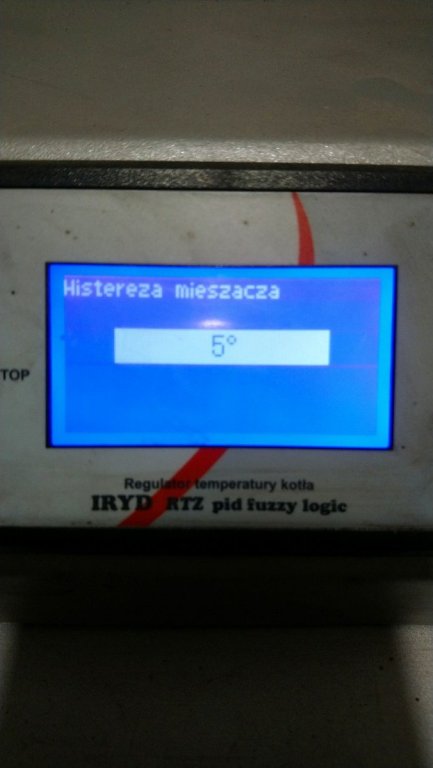 Histereza mieszacza
5°
TOP
Regulator temperatury kotła
IRYD RTZ pid fuzzy logic